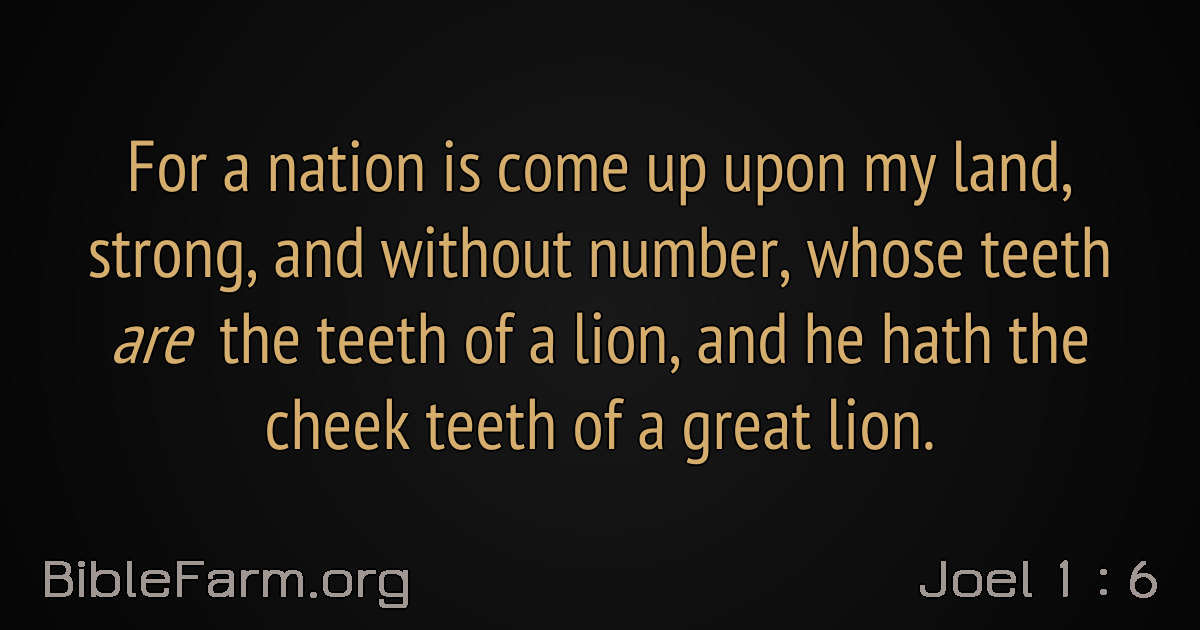 For a nation is come up upon my land,
strong, and without number, whose teeth
are the teeth of a lion, and he hath the
cheek teeth of a great lion.
BibleFarm.org
Joel 1 : 6